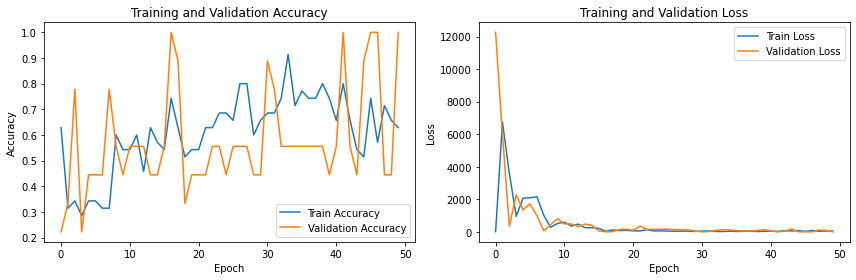 Training and Validation Accuracy
Accuracy
1.0
0.9
0.8
0.7
0.6
0.5
0.4
0.3
0.2
0
10
20
30
40
50
Epoch
Train Accuracy
Validation Accuracy
Training and Validation Loss
Loss
12000
10000
8000
6000
4000
2000
0
0
10
20
30
40
50
Epoch
Train Loss
Validation Loss